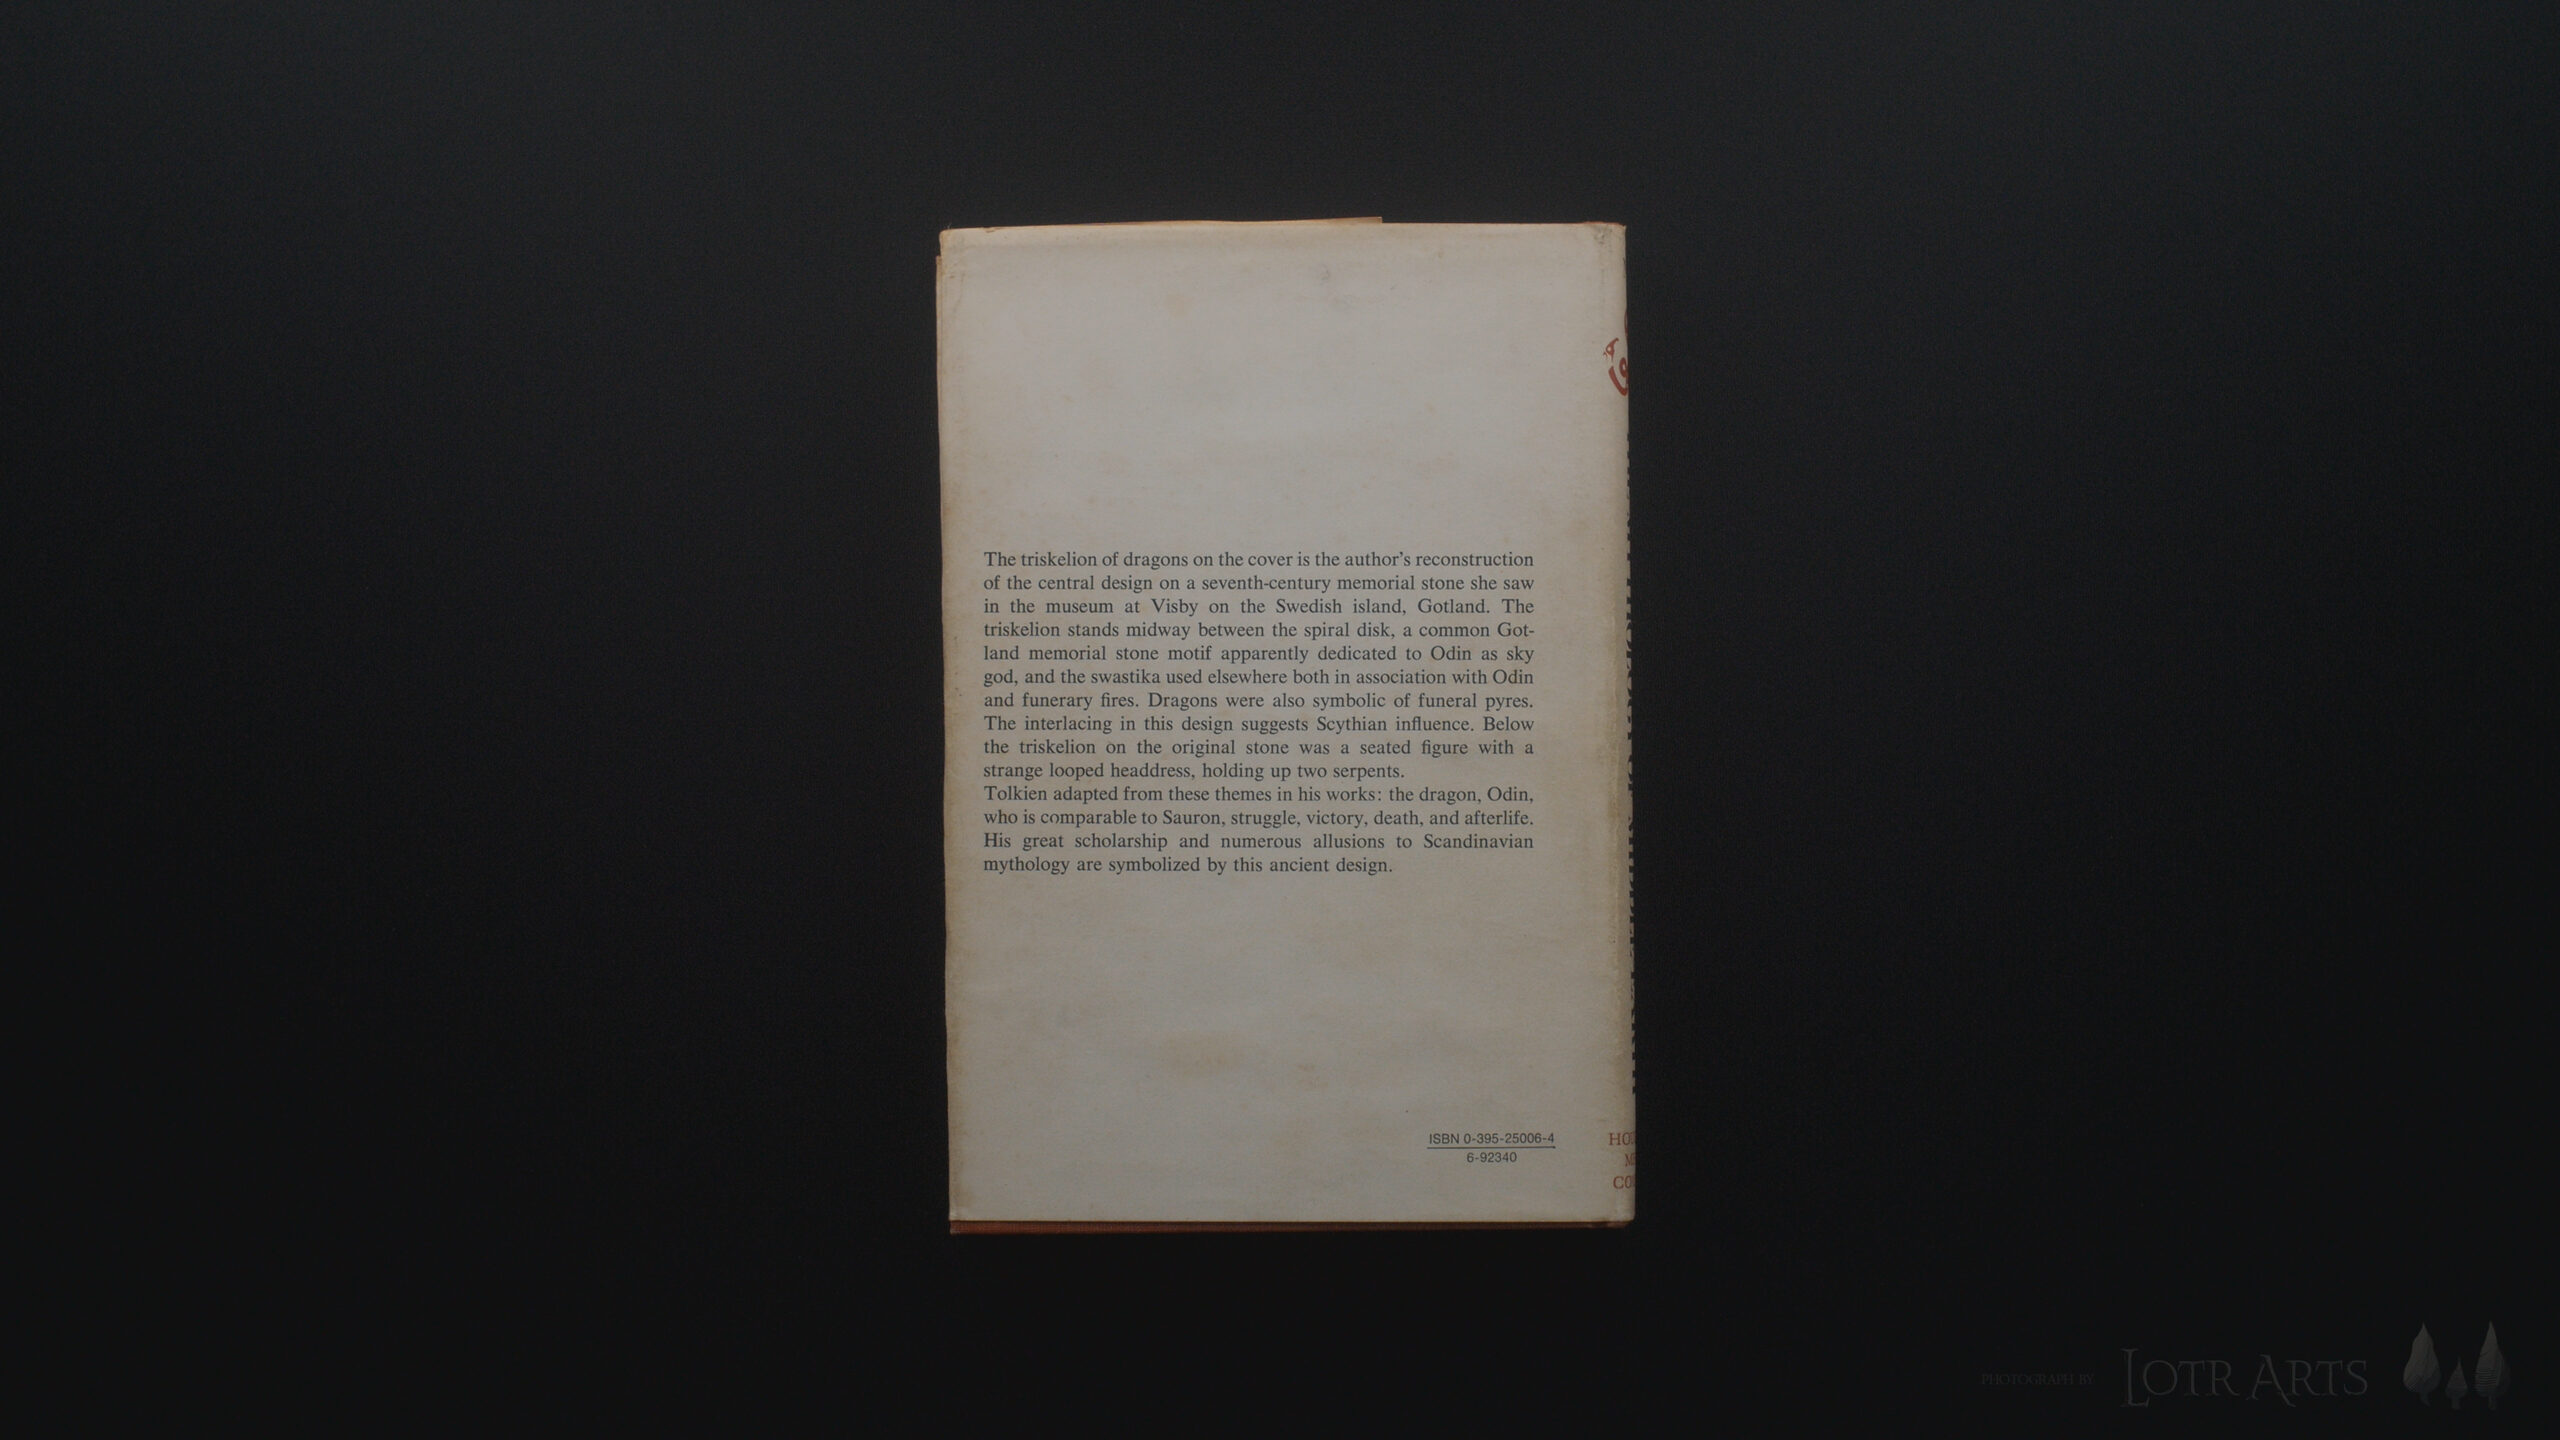 The triskelion of dragons on the cover is the author's reconstruction
of the central design on a seventh-century memorial stone she saw
in the museum at Visby on the Swedish island, Gotland. The
triskelion stands midway between the spiral disk, a common Got-
land memorial stone motif apparently dedicated to Odin as sky
god, and the swastika used elsewhere both in association with Odin
and funerary fires. Dragons were also symbolic of funeral pyres.
The interlacing in this design suggests Scythian influence. Below
the triskelion on the original stone was a seated figure with a
strange looped headdress, holding up two serpents.
Tolkien adapted from these themes in his works: the dragon, Odin,
who is comparable to Sauron, struggle, victory, death, and afterlife.
His great scholarship and numerous allusions to Scandinavian
mythology are symbolized by this ancient design.
ISBN 0-395-25006-4
6-92340
PHOTOGRAPH BY LOTR ARTS